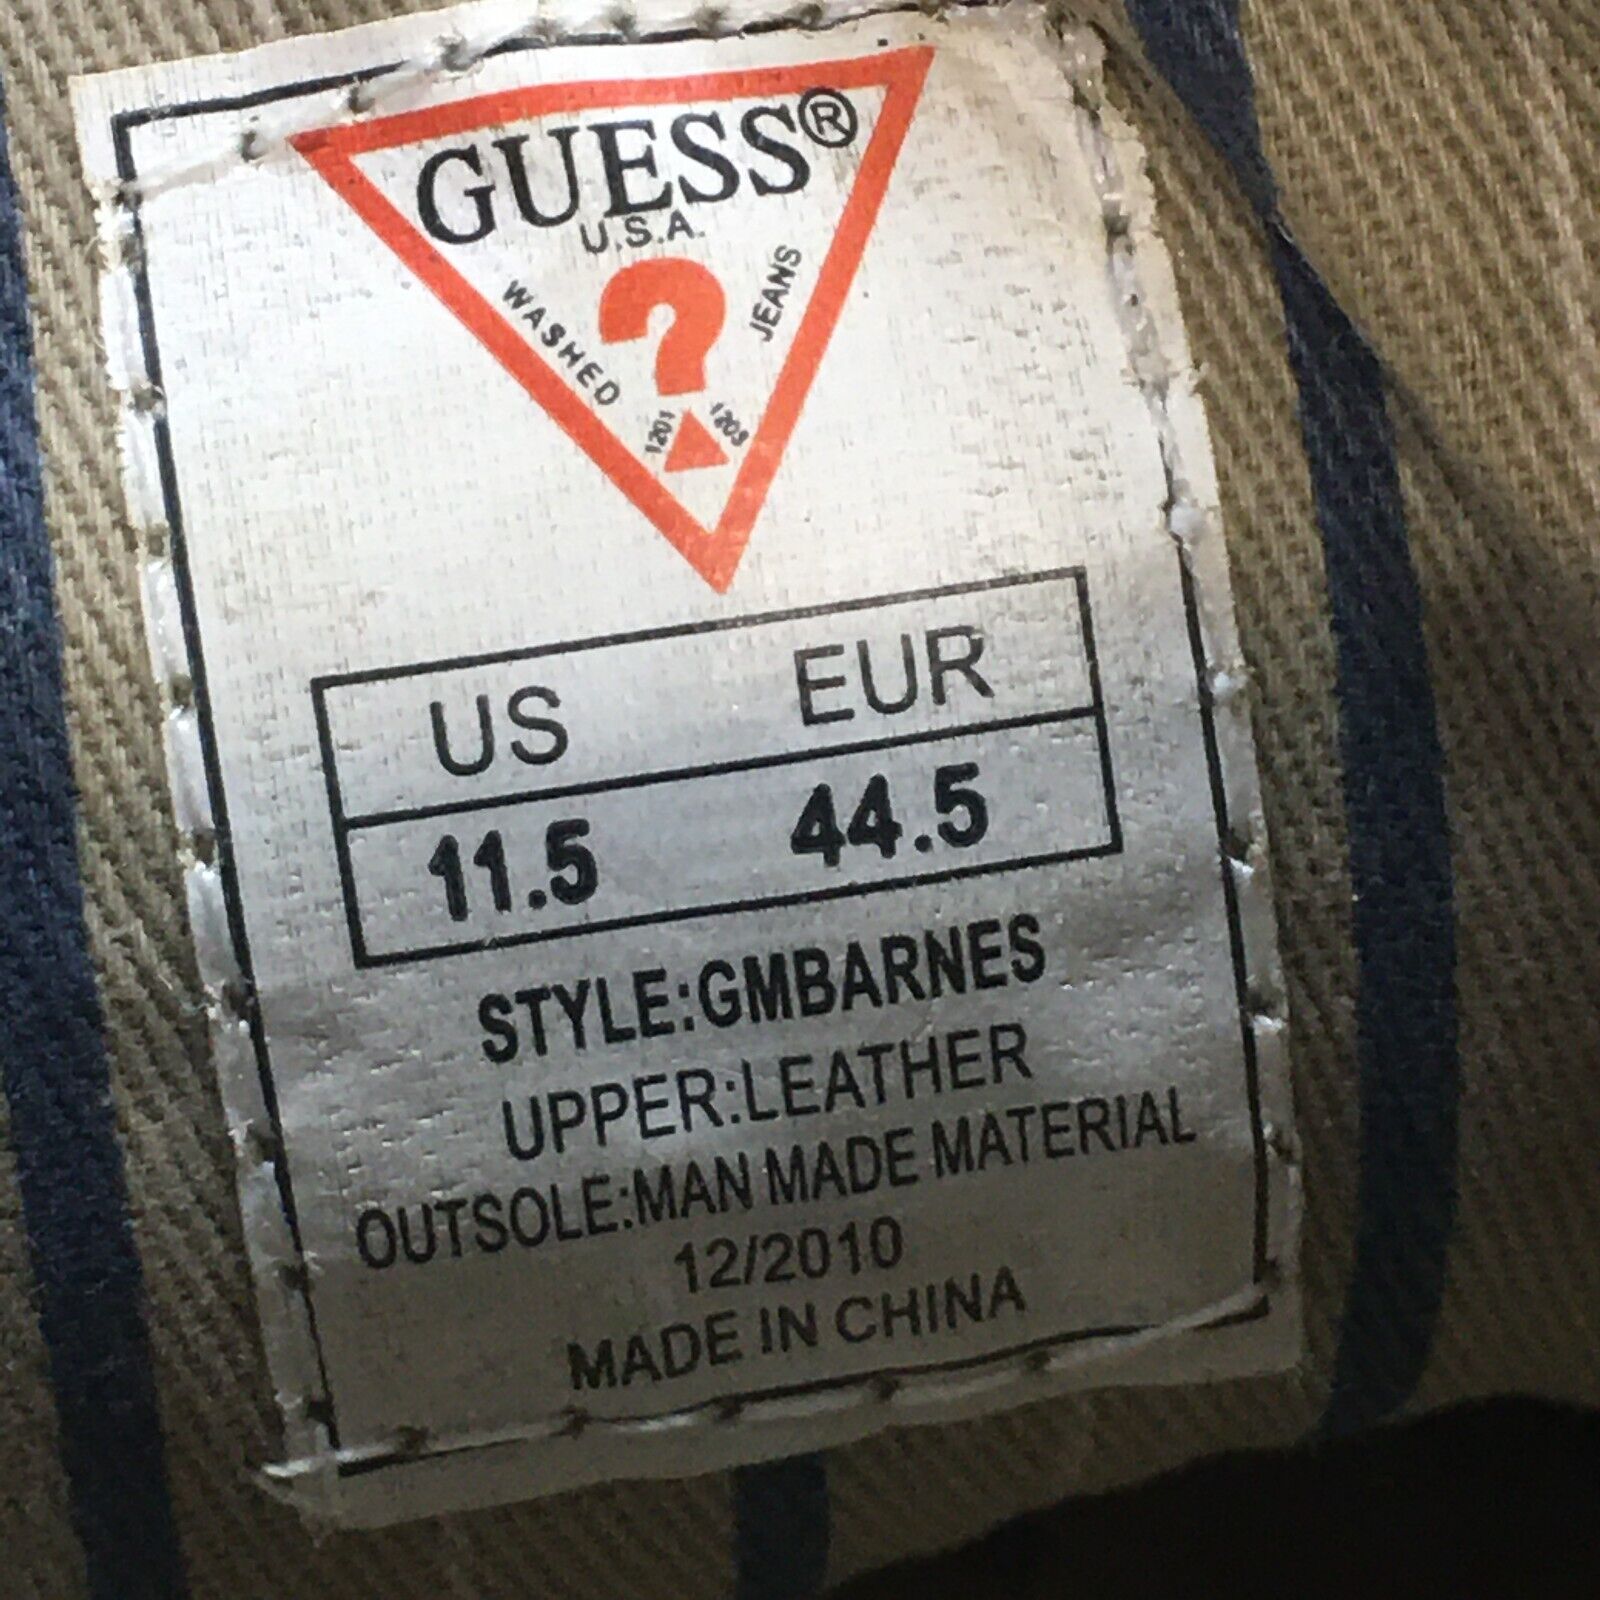 GUESS®
U.S.A.
WASHED
JEANS
?
1201
1203
US EUR
11.5 44.5
STYLE:GMBARNES
UPPER:LEATHER
OUTSOLE:MAN MADE MATERIAL
12/2010
MADE IN CHINA